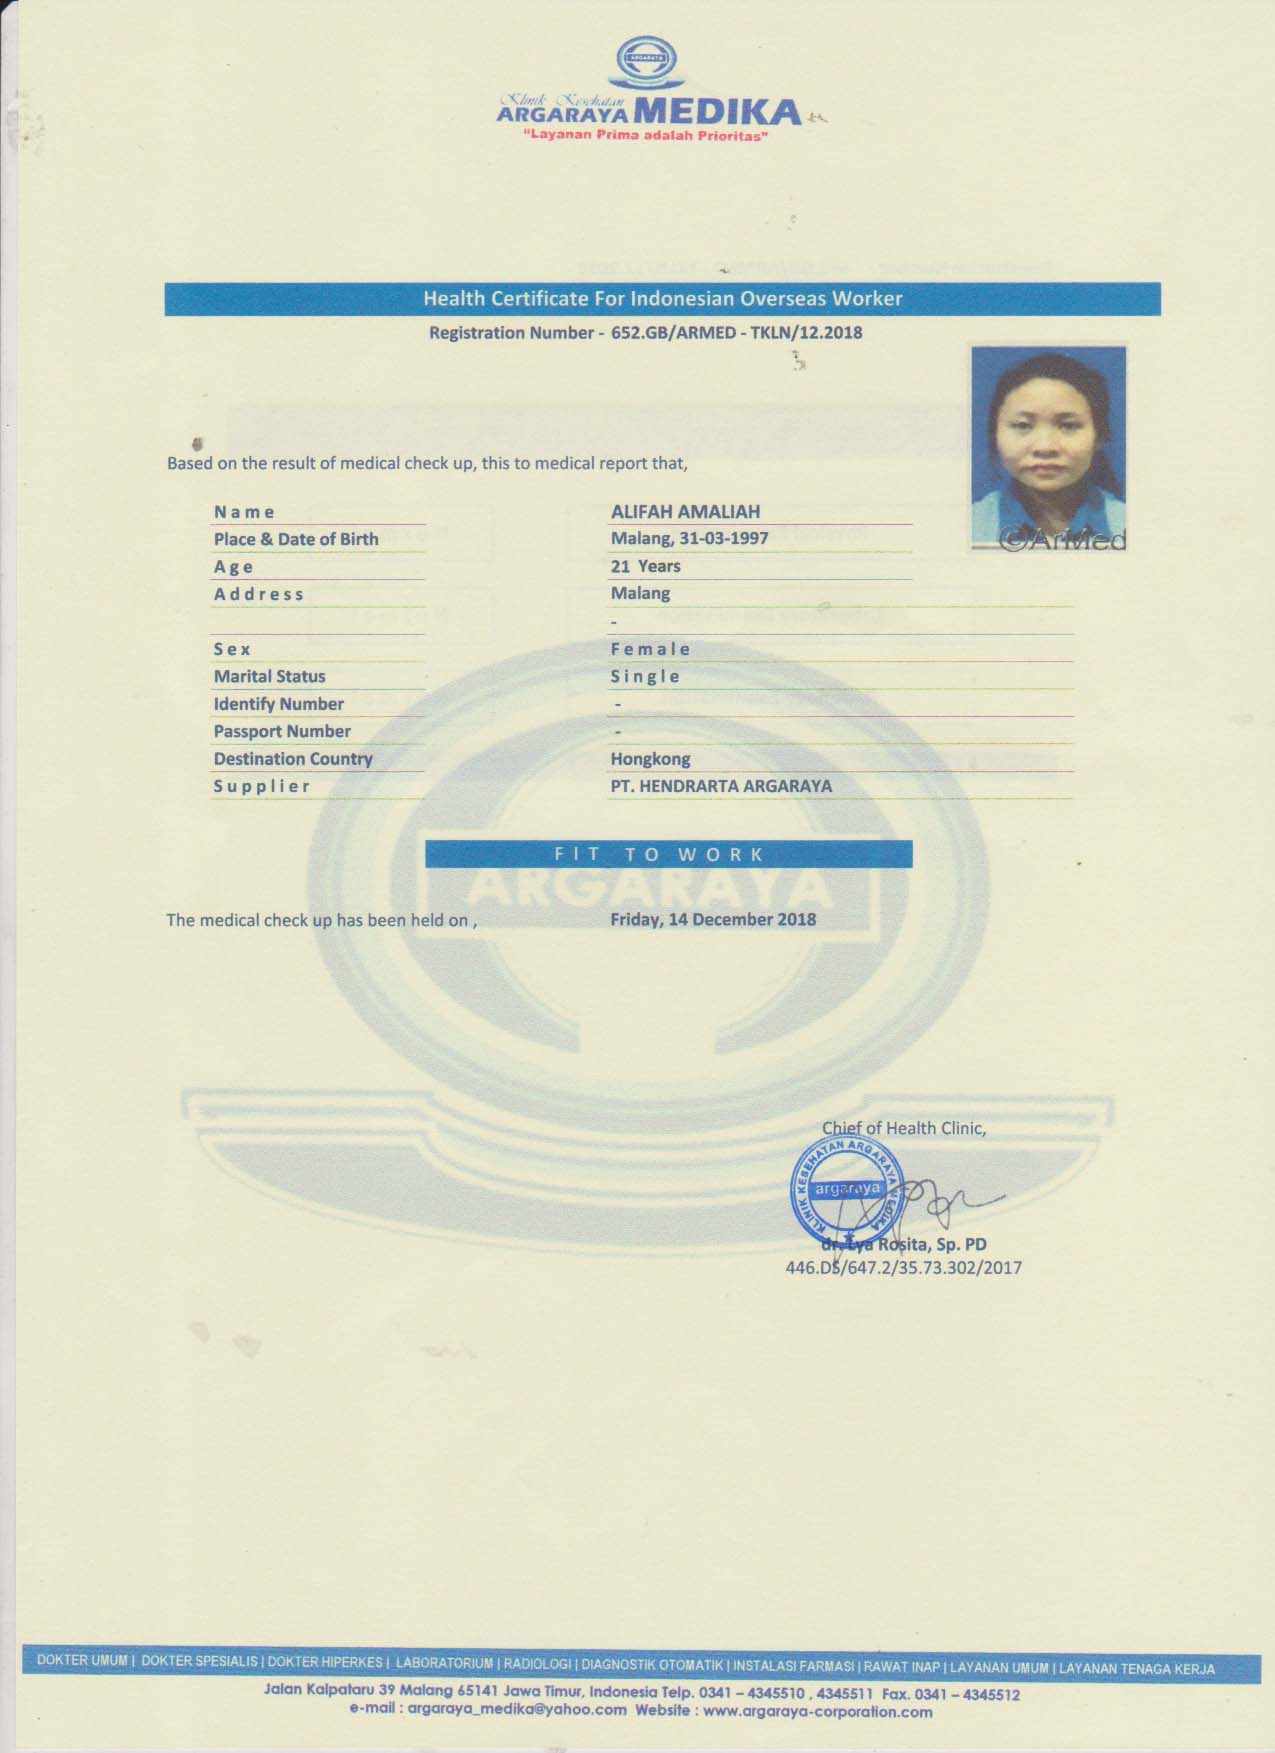 ARGARAYA
Klinik Kesehatan
ARGARAYA MEDIKA
"Layanan Prima adalah Prioritas"
Health Certificate For Indonesian Overseas Worker
Registration Number - 652.GB/ARMED - TKLN/12.2018
Based on the result of medical check up, this to medical report that,
Name ALIFAH AMALIAH
Place & Date of Birth Malang, 31-03-1997
©ArMed
Age 21 Years
Address Malang
-
Sex Female
Marital Status Single
Identify Number -
Passport Number -
Destination Country Hongkong
Supplier PT. HENDRARTA ARGARAYA
FIT TO WORK
ARGARAYA
The medical check up has been held on , Friday, 14 December 2018
Chief of Health Clinic,
KLINIK KESEHATAN ARGARAYA MEDIKA
argaraya
dr. Lya Rosita, Sp. PD
446.DS/647.2/35.73.302/2017
DOKTER UMUM | DOKTER SPESIALIS | DOKTER HIPERKES | LABORATORIUM | RADIOLOGI | DIAGNOSTIK OTOMATIK | INSTALASI FARMASI | RAWAT INAP | LAYANAN UMUM | LAYANAN TENAGA KERJA
Jalan Kalpataru 39 Malang 65141 Jawa Timur, Indonesia Telp. 0341 – 4345510 , 4345511 Fax. 0341 – 4345512
e-mail : argaraya_medika@yahoo.com Website : www.argaraya-corporation.com